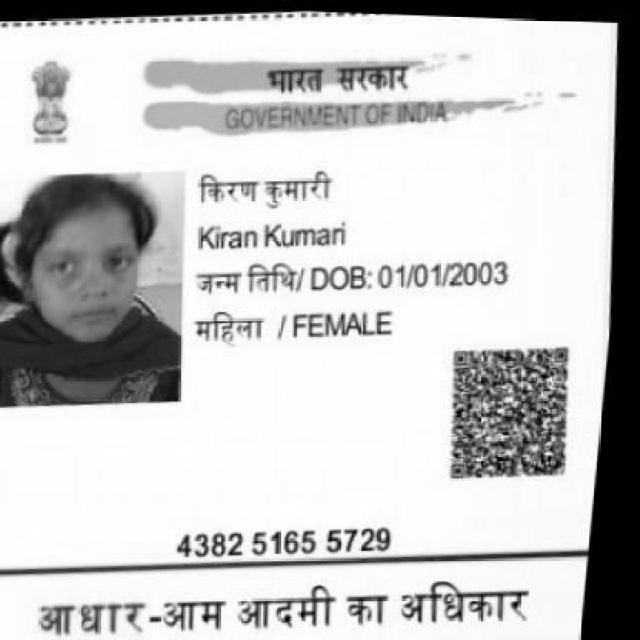 भारत सरकार
GOVERNMENT OF INDIA
किरण कुमारी
Kiran Kumari
जन्म तिथि/ DOB: 01/01/2003
महिला / FEMALE
4382 5165 5729
आधार-आम आदमी का अधिकार